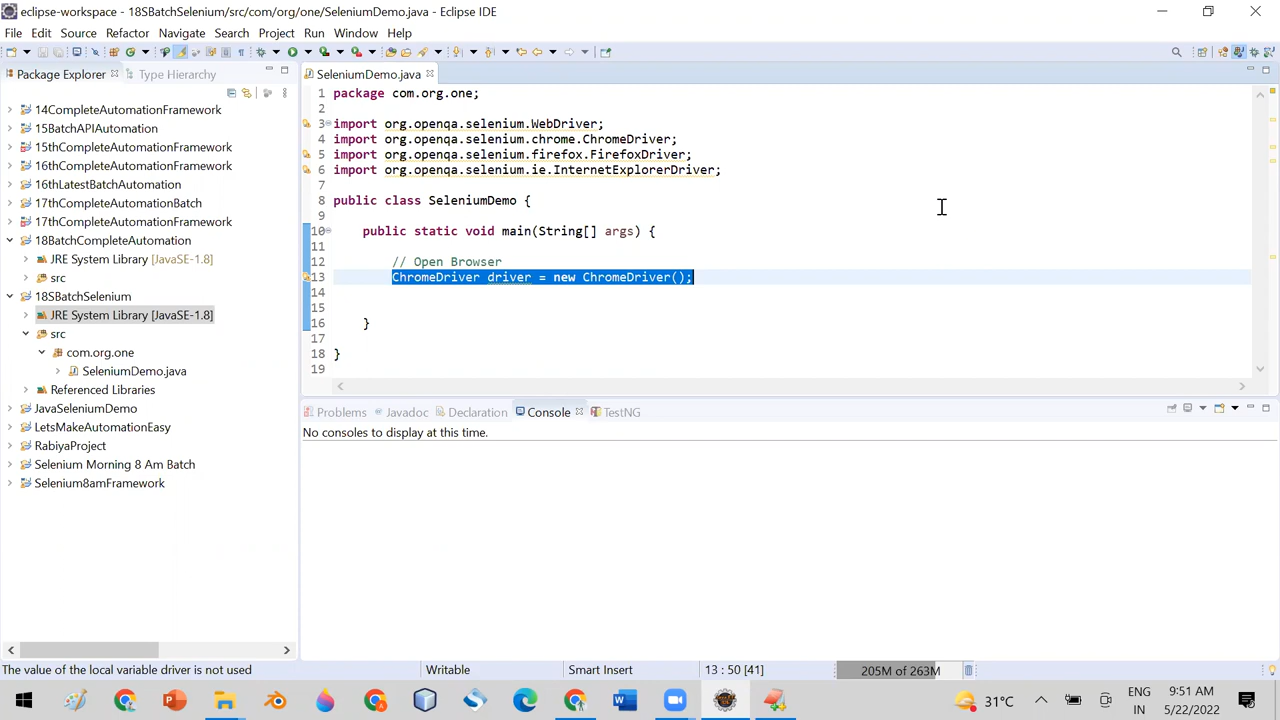 eclipse-workspace - 18SBatchSelenium/src/com/org/one/SeleniumDemo.java - Eclipse IDE
File Edit Source Refactor Navigate Search Project Run Window Help
Package Explorer
Type Hierarchy
14CompleteAutomationFramework
15BatchAPIAutomation
15thCompleteAutomationFramework
16thCompleteAutomationFramework
16thLatestBatchAutomation
17thCompleteAutomationBatch
17thCompleteAutomationFramework
18BatchCompleteAutomation
JRE System Library [JavaSE-1.8]
src
18SBatchSelenium
JRE System Library [JavaSE-1.8]
src
com.org.one
SeleniumDemo.java
Referenced Libraries
JavaSeleniumDemo
LetsMakeAutomationEasy
RabiyaProject
Selenium Morning 8 Am Batch
Selenium8amFramework
SeleniumDemo.java
1 package com.org.one;
2
3 import org.openqa.selenium.WebDriver;
4 import org.openqa.selenium.chrome.ChromeDriver;
5 import org.openqa.selenium.firefox.FirefoxDriver;
6 import org.openqa.selenium.ie.InternetExplorerDriver;
7
8 public class SeleniumDemo {
9
10 public static void main(String[] args) {
11
12 // Open Browser
13 ChromeDriver driver = new ChromeDriver();
14
15
16 }
17
18 }
19
Problems Javadoc Declaration Console TestNG
No consoles to display at this time.
The value of the local variable driver is not used
Writable
Smart Insert
13 : 50 [41]
205M of 263M
31°C
ENG
IN
9:51 AM
5/22/2022